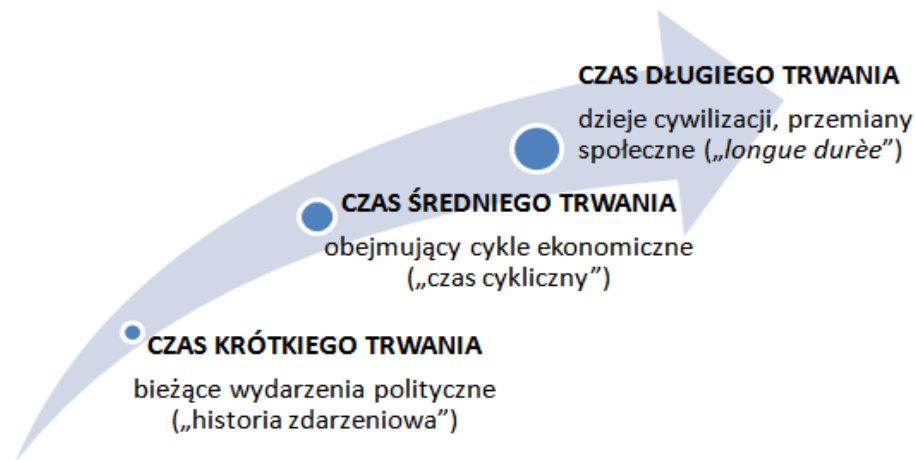 CZAS DŁUGIEGO TRWANIA
dzieje cywilizacji, przemiany
społeczne („longue durèe”)
CZAS ŚREDNIEGO TRWANIA
obejmujący cykle ekonomiczne
(„czas cykliczny”)
CZAS KRÓTKIEGO TRWANIA
bieżące wydarzenia polityczne
(„historia zdarzeniowa”)